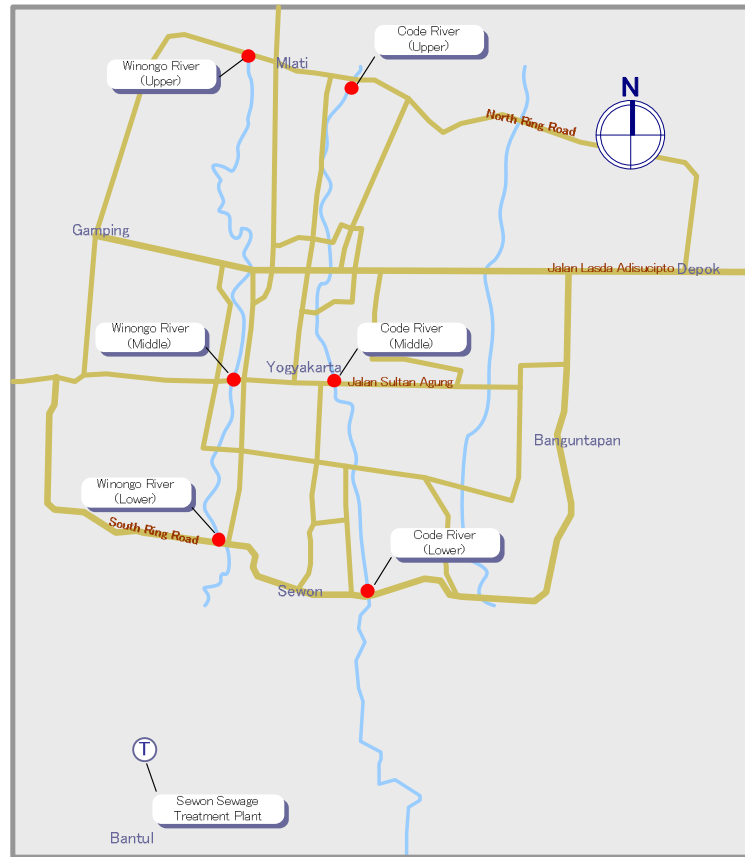 Code River
(Upper)
Winongo River
(Upper)
Mlati
N
North Ring Road
Gamping
Jalan Lasda Adisucipto
Depok
Winongo River
(Middle)
Code River
(Middle)
Yogyakarta
Jalan Sultan Agung
Banguntapan
Winongo River
(Lower)
South Ring Road
Code River
(Lower)
Sewon
T
Sewon Sewage
Treatment Plant
Bantul